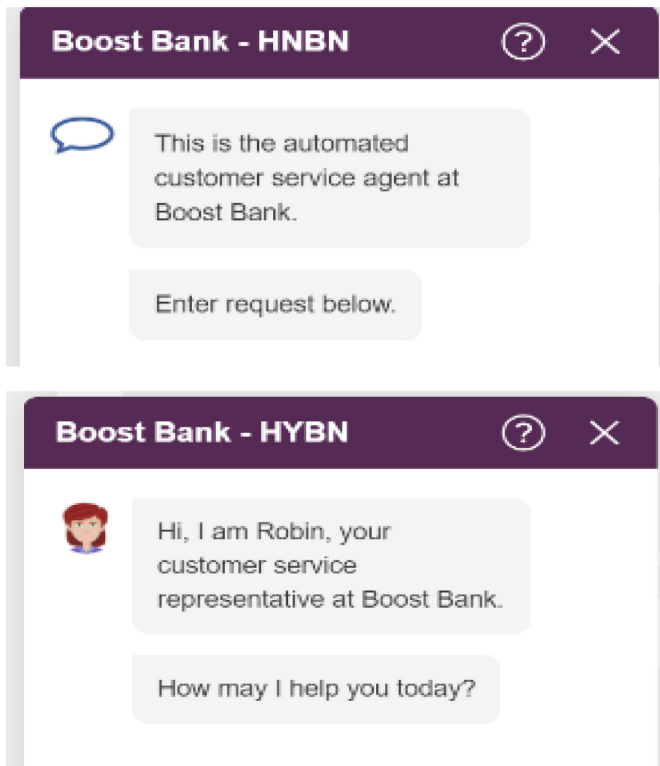 Boost Bank - HNBN ?
This is the automated
customer service agent at
Boost Bank.
Enter request below.
Boost Bank - HYBN ?
Hi, I am Robin, your
customer service
representative at Boost Bank.
How may I help you today?